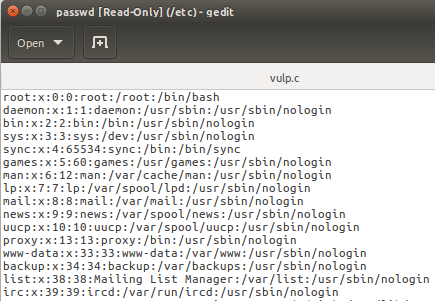 passwd [Read-Only] (/etc) - gedit
Open
vulp.c
root:x:0:0:root:/root:/bin/bash
daemon:x:1:1:daemon:/usr/sbin:/usr/sbin/nologin
bin:x:2:2:bin:/bin:/usr/sbin/nologin
sys:x:3:3:sys:/dev:/usr/sbin/nologin
sync:x:4:65534:sync:/bin:/bin/sync
games:x:5:60:games:/usr/games:/usr/sbin/nologin
man:x:6:12:man:/var/cache/man:/usr/sbin/nologin
lp:x:7:7:lp:/var/spool/lpd:/usr/sbin/nologin
mail:x:8:8:mail:/var/mail:/usr/sbin/nologin
news:x:9:9:news:/var/spool/news:/usr/sbin/nologin
uucp:x:10:10:uucp:/var/spool/uucp:/usr/sbin/nologin
proxy:x:13:13:proxy:/bin:/usr/sbin/nologin
www-data:x:33:33:www-data:/var/www:/usr/sbin/nologin
backup:x:34:34:backup:/var/backups:/usr/sbin/nologin
list:x:38:38:Mailing List Manager:/var/list:/usr/sbin/nologin
irc:x:39:39:ircd:/var/run/ircd:/usr/sbin/nologin